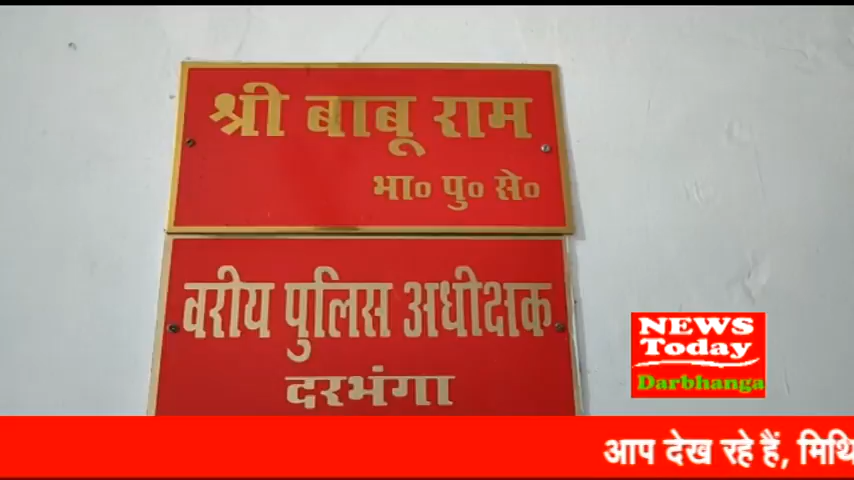 श्री बाबू राम
भा० पु० से०
वरीय पुलिस अधीक्षक
दरभंगा
NEWS
Today
Darbhanga
आप देख रहे हैं,